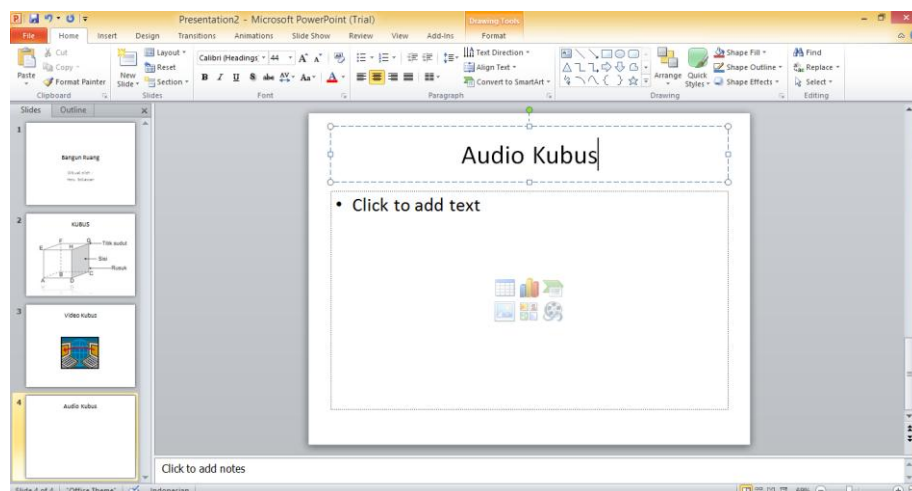 Presentation2 - Microsoft PowerPoint (Trial)
Drawing Tools
File Home Insert Design Transitions Animations Slide Show Review View Add-Ins Format
Paste
Cut
Copy
Format Painter
Clipboard
New Slide
Layout
Reset
Section
Slides
Calibri (Headings) 44
B I U S abc AV Aa A
Font
Paragraph
Text Direction
Align Text
Convert to SmartArt
Arrange
Quick Styles
Shape Fill
Shape Outline
Shape Effects
Drawing
Find
Replace
Select
Editing
Slides Outline
1
Bangun Ruang
2
KUBUS
E F G H
Titik sudut
Sisi
Rusuk
A B C D
3
Video Kubus
4
Audio Kubus
Audio Kubus
• Click to add text
Click to add notes
Slide 4 of 4 "Office Theme" Indonesian